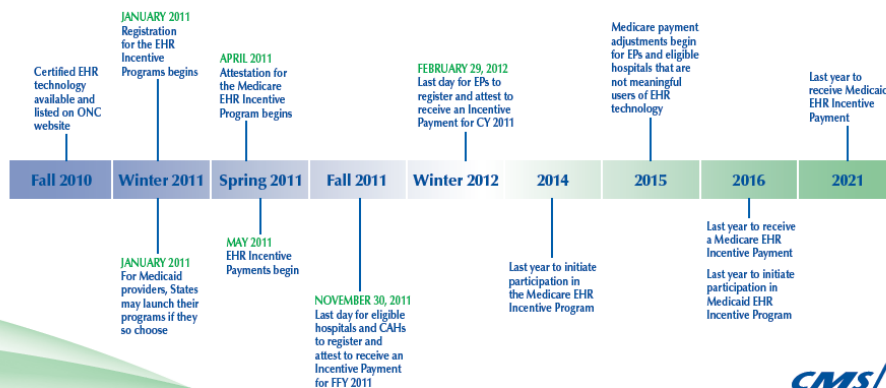 JANUARY 2011
Registration
for the EHR
Incentive
Programs begins
Certified EHR
technology
available and
listed on ONC
website
APRIL 2011
Attestation for
the Medicare
EHR Incentive
Program begins
FEBRUARY 29, 2012
Last day for EPs to
register and attest to
receive an Incentive
Payment for CY 2011
Medicare payment
adjustments begin
for EPs and eligible
hospitals that are
not meaningful
users of EHR
technology
Last year to
receive Medicaid
EHR Incentive
Payment
Fall 2010
Winter 2011
Spring 2011
Fall 2011
Winter 2012
2014
2015
2016
2021
JANUARY 2011
For Medicaid
providers, States
may launch their
programs if they
so choose
MAY 2011
EHR Incentive
Payments begin
NOVEMBER 30, 2011
Last day for eligible
hospitals and CAHs
to register and
attest to receive an
Incentive Payment
for FFY 2011
Last year to initiate
participation in
the Medicare EHR
Incentive Program
Last year to receive
a Medicare EHR
Incentive Payment
Last year to initiate
participation in
Medicaid EHR
Incentive Program
CMS